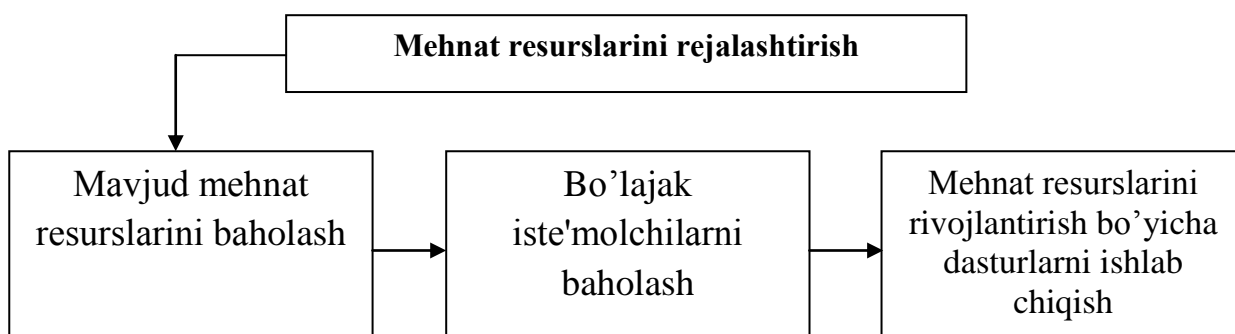 Mehnat resurslarini rejalashtirish
Mavjud mehnat
resurslarini baholash
Bo’lajak
iste'molchilarni
baholash
Mehnat resurslarini
rivojlantirish bo’yicha
dasturlarni ishlab
chiqish